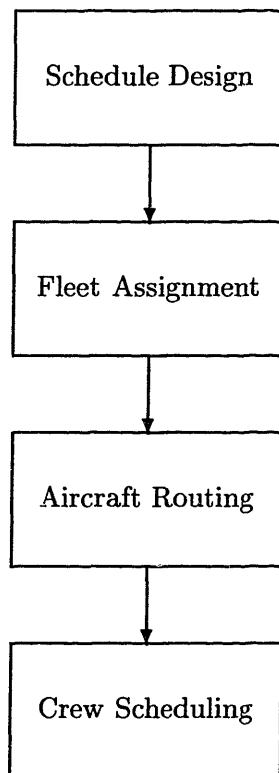 Schedule Design
Fleet Assignment
Aircraft Routing
Crew Scheduling